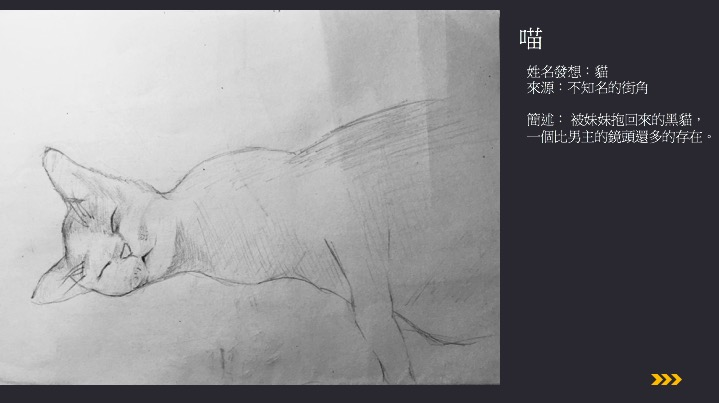 喵
姓名發想：貓
來源：不知名的街角
簡述： 被妹妹抱回來的黑貓，
一個比男主的鏡頭還多的存在。